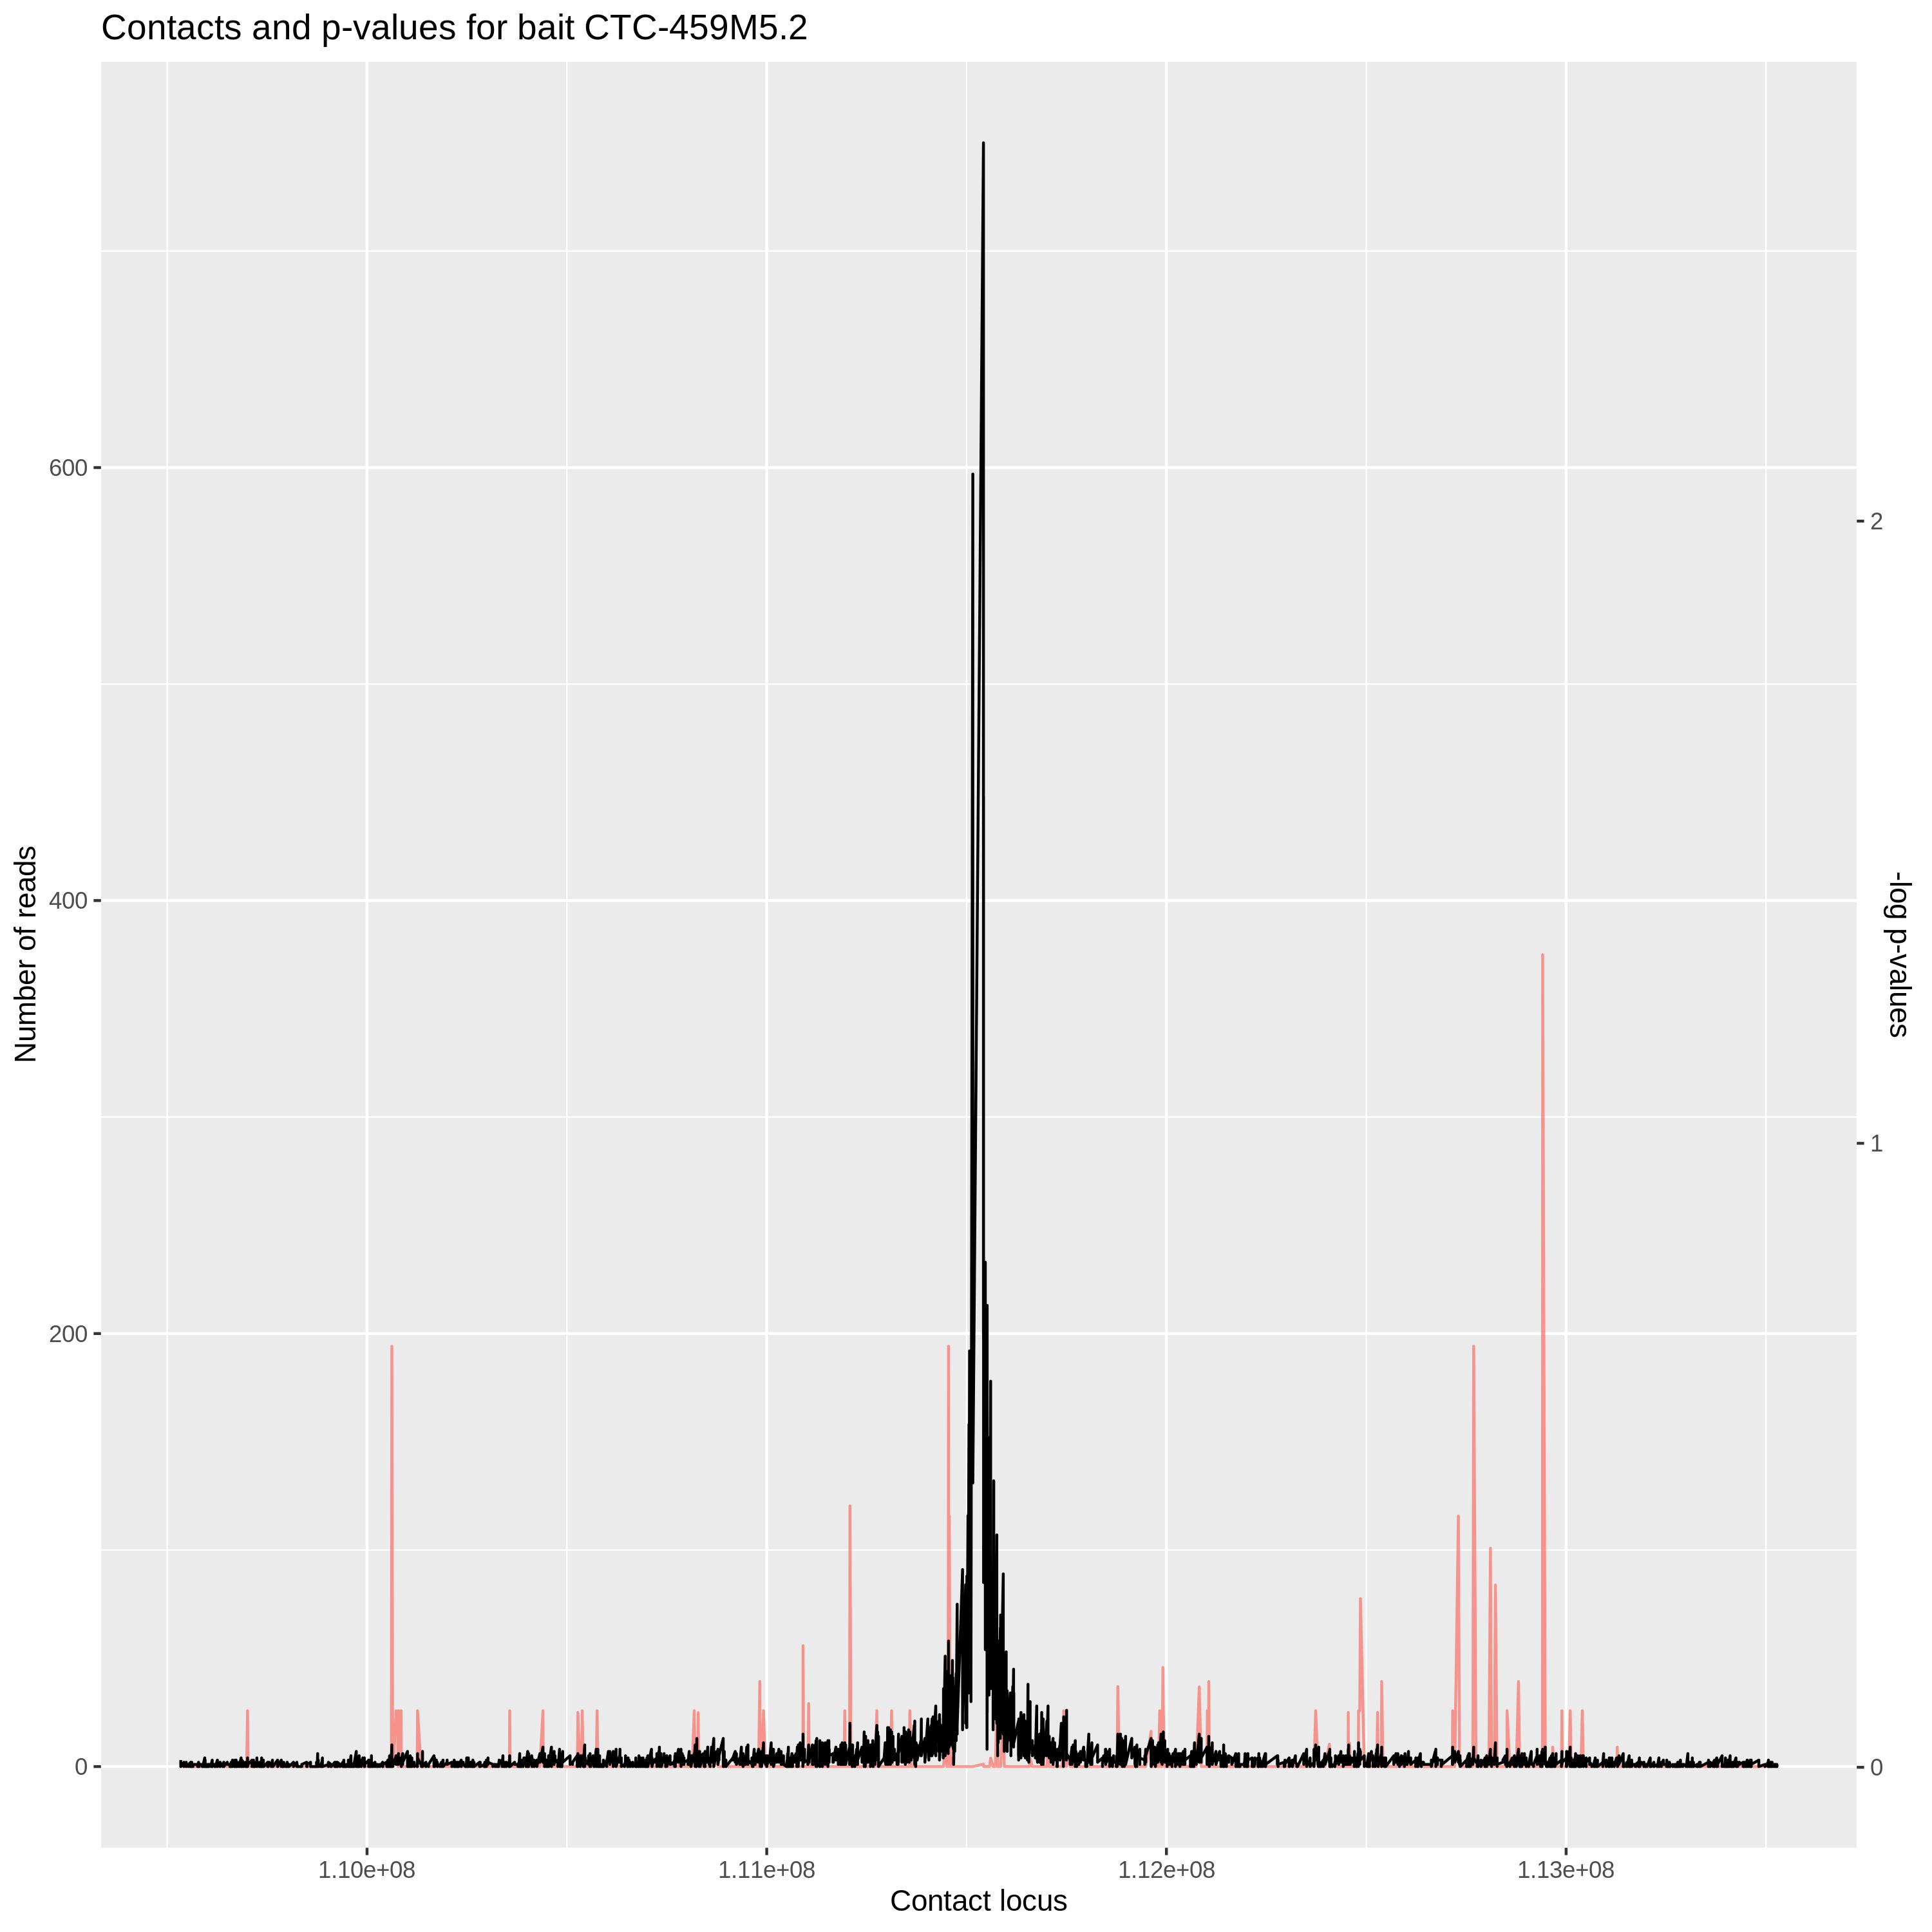 Contacts and p-values for bait CTC-459M5.2
Number of reads
600
400
200
0
2
1
0
-log p-values
1.10e+08
1.11e+08
1.12e+08
1.13e+08
Contact locus